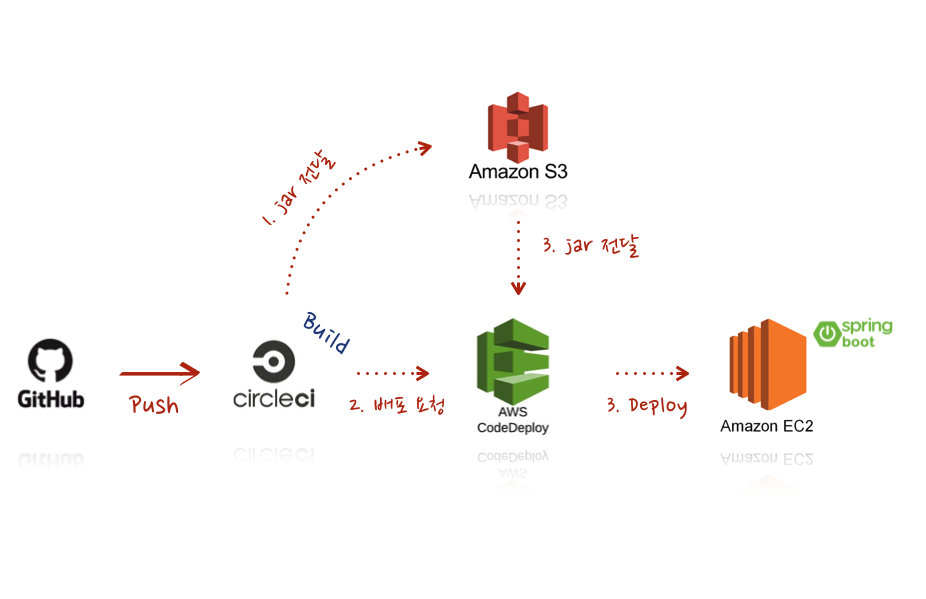 Amazon S3
1. jar 전달
3. jar 전달
Build
GitHub
Push
circleci
2. 배포 요청
AWS
CodeDeploy
3. Deploy
spring
boot
Amazon EC2